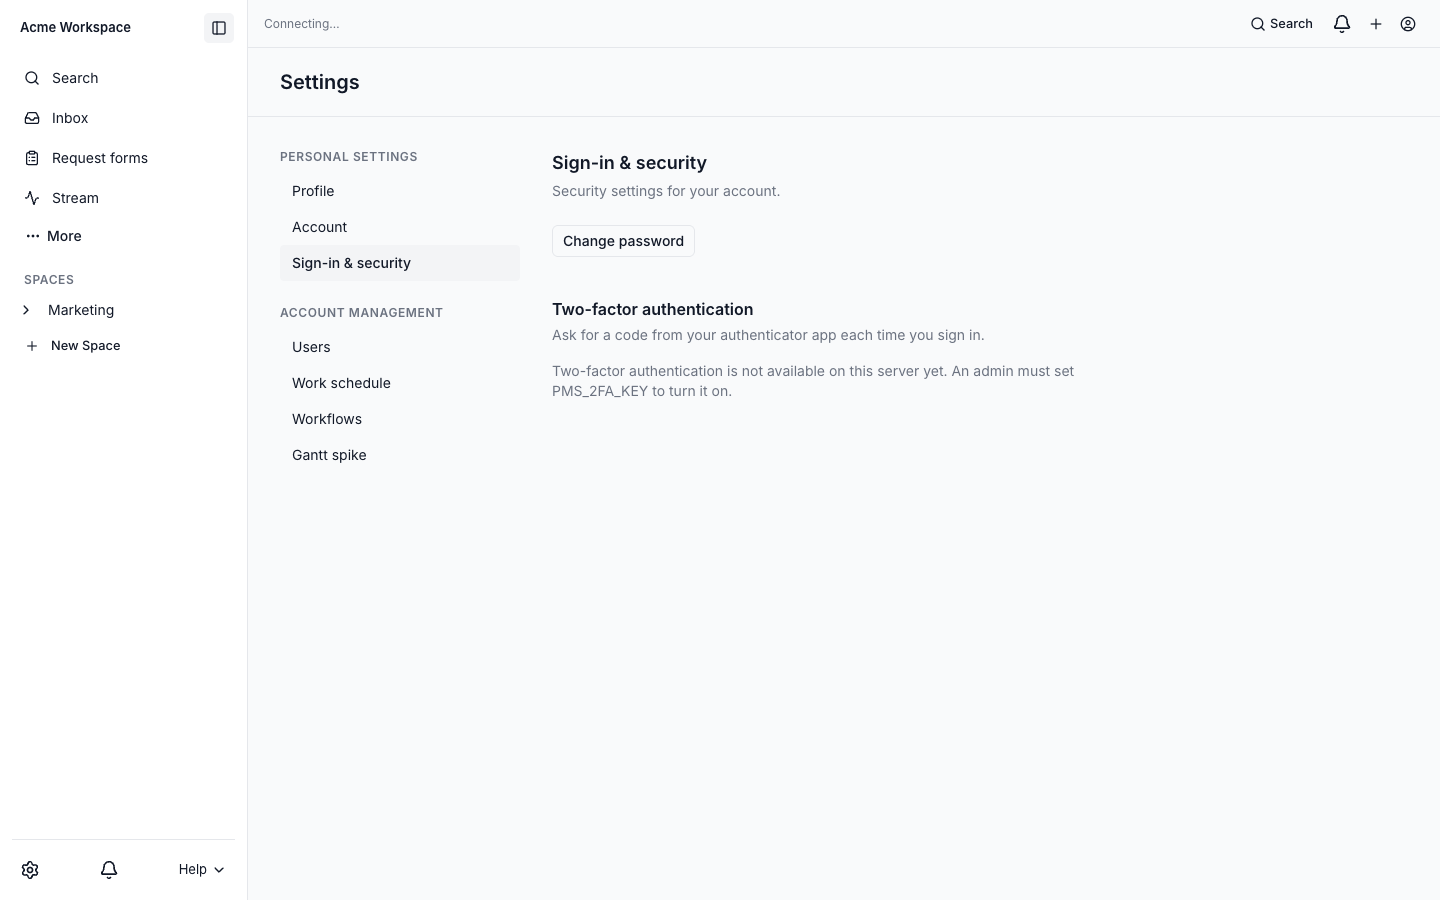 Acme Workspace
Search
Inbox
Request forms
Stream
More
SPACES
Marketing
New Space
Help
Connecting...
Search
Settings
PERSONAL SETTINGS
Profile
Account
Sign-in & security
ACCOUNT MANAGEMENT
Users
Work schedule
Workflows
Gantt spike
Sign-in & security
Security settings for your account.
Change password
Two-factor authentication
Ask for a code from your authenticator app each time you sign in.
Two-factor authentication is not available on this server yet. An admin must set
PMS_2FA_KEY to turn it on.